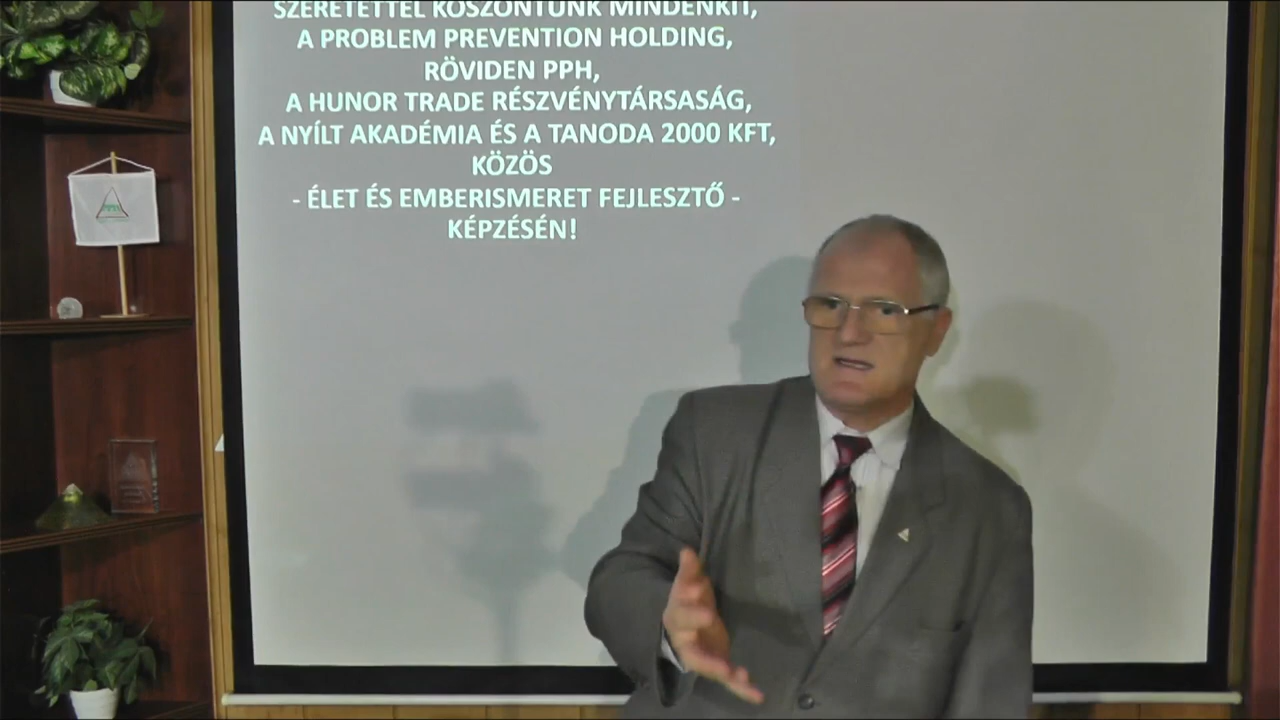 SZERETETTEL KÖSZÖNTÜNK MINDENKIT,
A PROBLEM PREVENTION HOLDING,
RÖVIDEN PPH,
A HUNOR TRADE RÉSZVÉNYTÁRSASÁG,
A NYÍLT AKADÉMIA ÉS A TANODA 2000 KFT,
KÖZÖS
- ÉLET ÉS EMBERISMERET FEJLESZTŐ -
KÉPZÉSÉN!